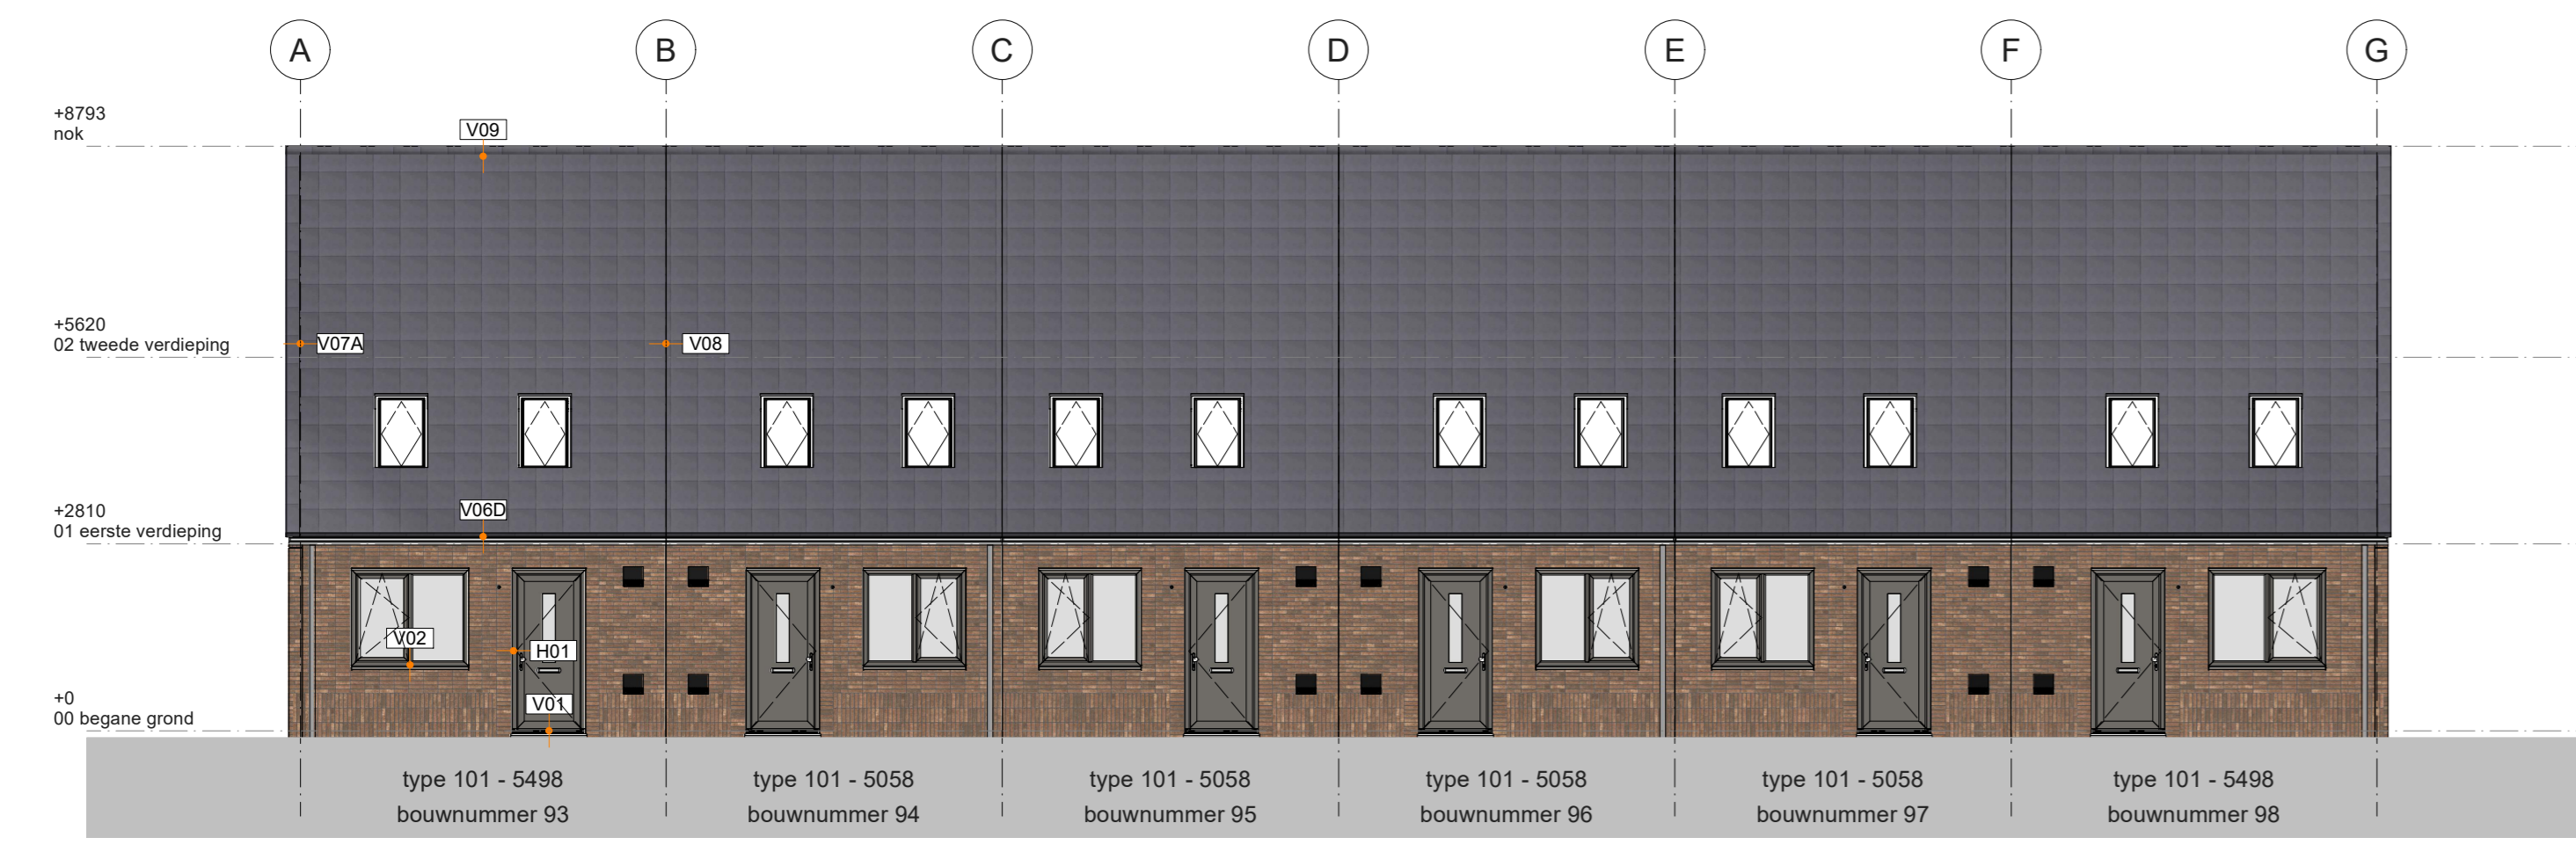 A B C D E F G
+8793
nok
V09
+5620
02 tweede verdieping
V07A V08
+2810
01 eerste verdieping
V06D
V02
H01
+0
00 begane grond
V01
type 101 - 5498 type 101 - 5058 type 101 - 5058 type 101 - 5058 type 101 - 5058 type 101 - 5498
bouwnummer 93 bouwnummer 94 bouwnummer 95 bouwnummer 96 bouwnummer 97 bouwnummer 98